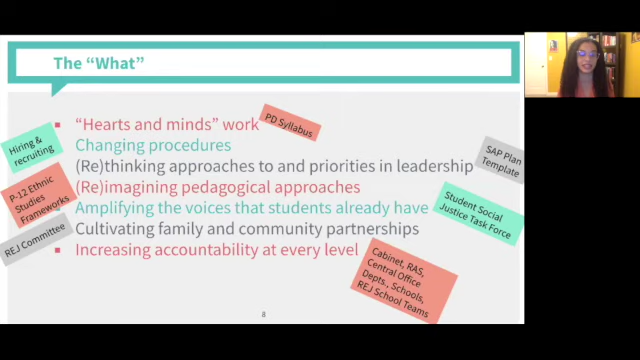 The “What”
“Hearts and minds” work
Changing procedures
(Re)thinking approaches to and priorities in leadership
(Re)imagining pedagogical approaches
Amplifying the voices that students already have
Cultivating family and community partnerships
Increasing accountability at every level
PD Syllabus
Hiring &
recruiting
SAP Plan
Template
P-12 Ethnic
Studies
Frameworks
Student Social
Justice Task Force
REJ Committee
Cabinet, RAS,
Central Office
Depts., Schools,
REJ School Teams
8